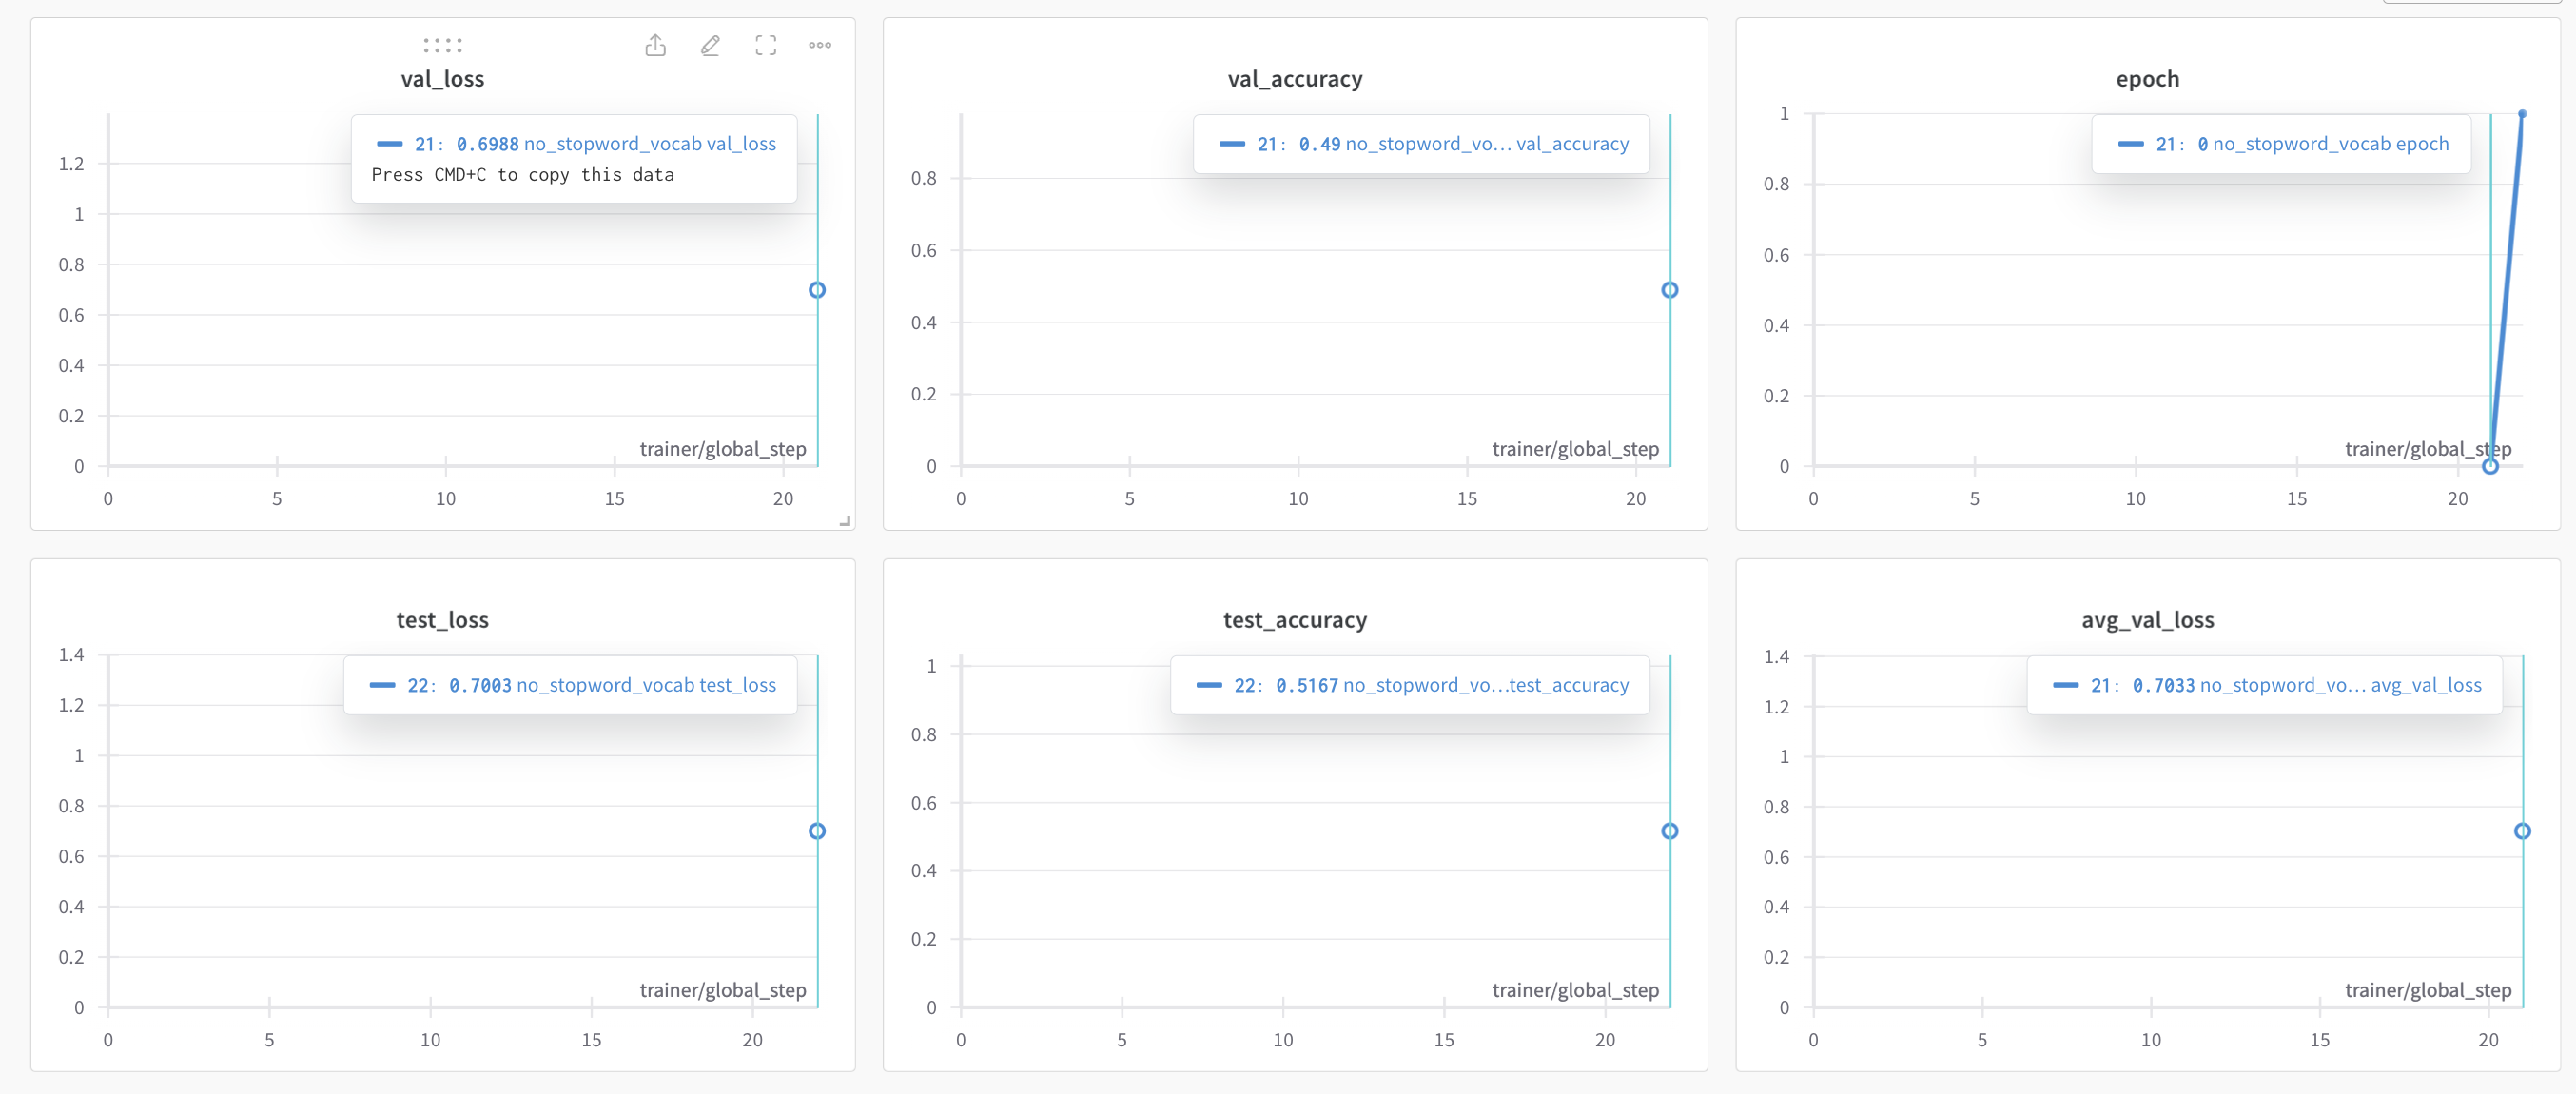 val_loss
21: 0.6988 no_stopword_vocab val_loss
Press CMD+C to copy this data
1.2
1
0.8
0.6
0.4
0.2
0
trainer/global_step
0 5 10 15 20
val_accuracy
21: 0.49 no_stopword_vo... val_accuracy
0.8
0.6
0.4
0.2
0
trainer/global_step
0 5 10 15 20
epoch
1
21: 0 no_stopword_vocab epoch
0.8
0.6
0.4
0.2
0
trainer/global_step
0 5 10 15 20
test_loss
1.4
22: 0.7003 no_stopword_vocab test_loss
1.2
1
0.8
0.6
0.4
0.2
0
trainer/global_step
0 5 10 15 20
test_accuracy
1
22: 0.5167 no_stopword_vo...test_accuracy
0.8
0.6
0.4
0.2
0
trainer/global_step
0 5 10 15 20
avg_val_loss
1.4
21: 0.7033 no_stopword_vo... avg_val_loss
1.2
1
0.8
0.6
0.4
0.2
0
trainer/global_step
0 5 10 15 20